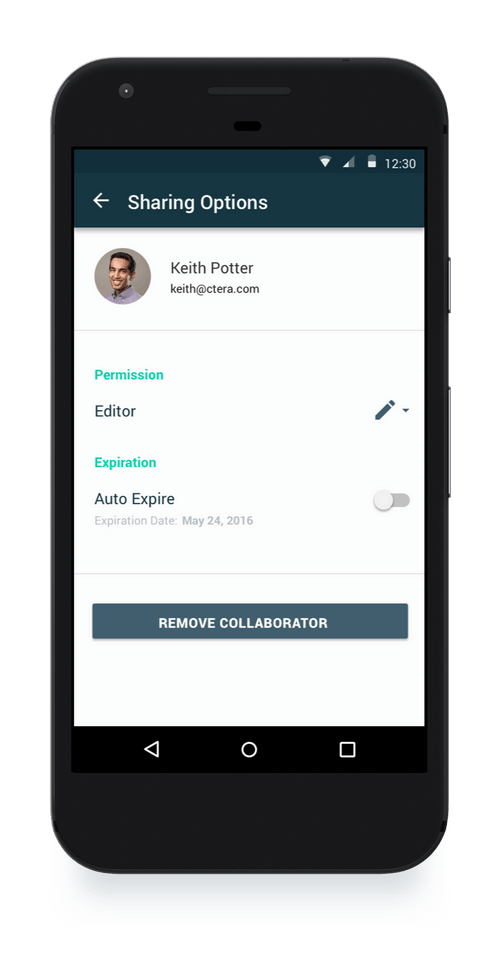 12:30
Sharing Options
Keith Potter
keith@ctera.com
Permission
Editor
Expiration
Auto Expire
Expiration Date: May 24, 2016
REMOVE COLLABORATOR